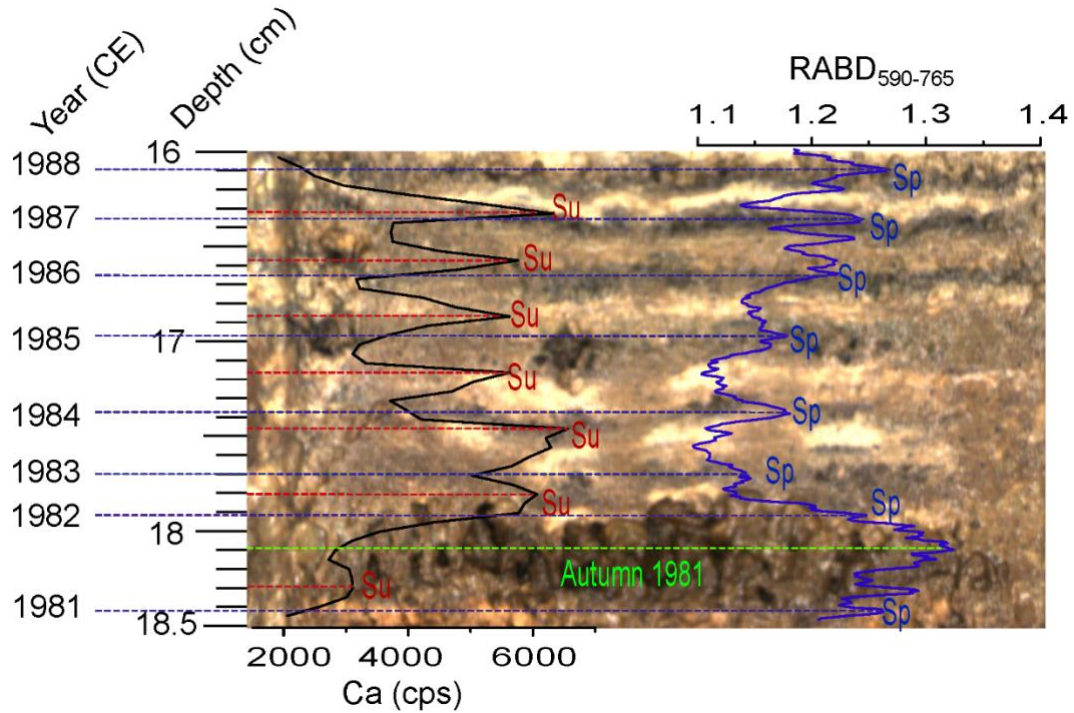 Year (CE)
Depth (cm)
RABD590-765
1.1 1.2 1.3 1.4
1988 16
Sp
Su
1987 Sp
Su
1986 Sp
Su
1985 17 Sp
Su
1984 Sp
Su
1983 Sp
Su
1982 Sp
18
Autumn 1981
Su
1981 Sp
18.5
2000 4000 6000
Ca (cps)